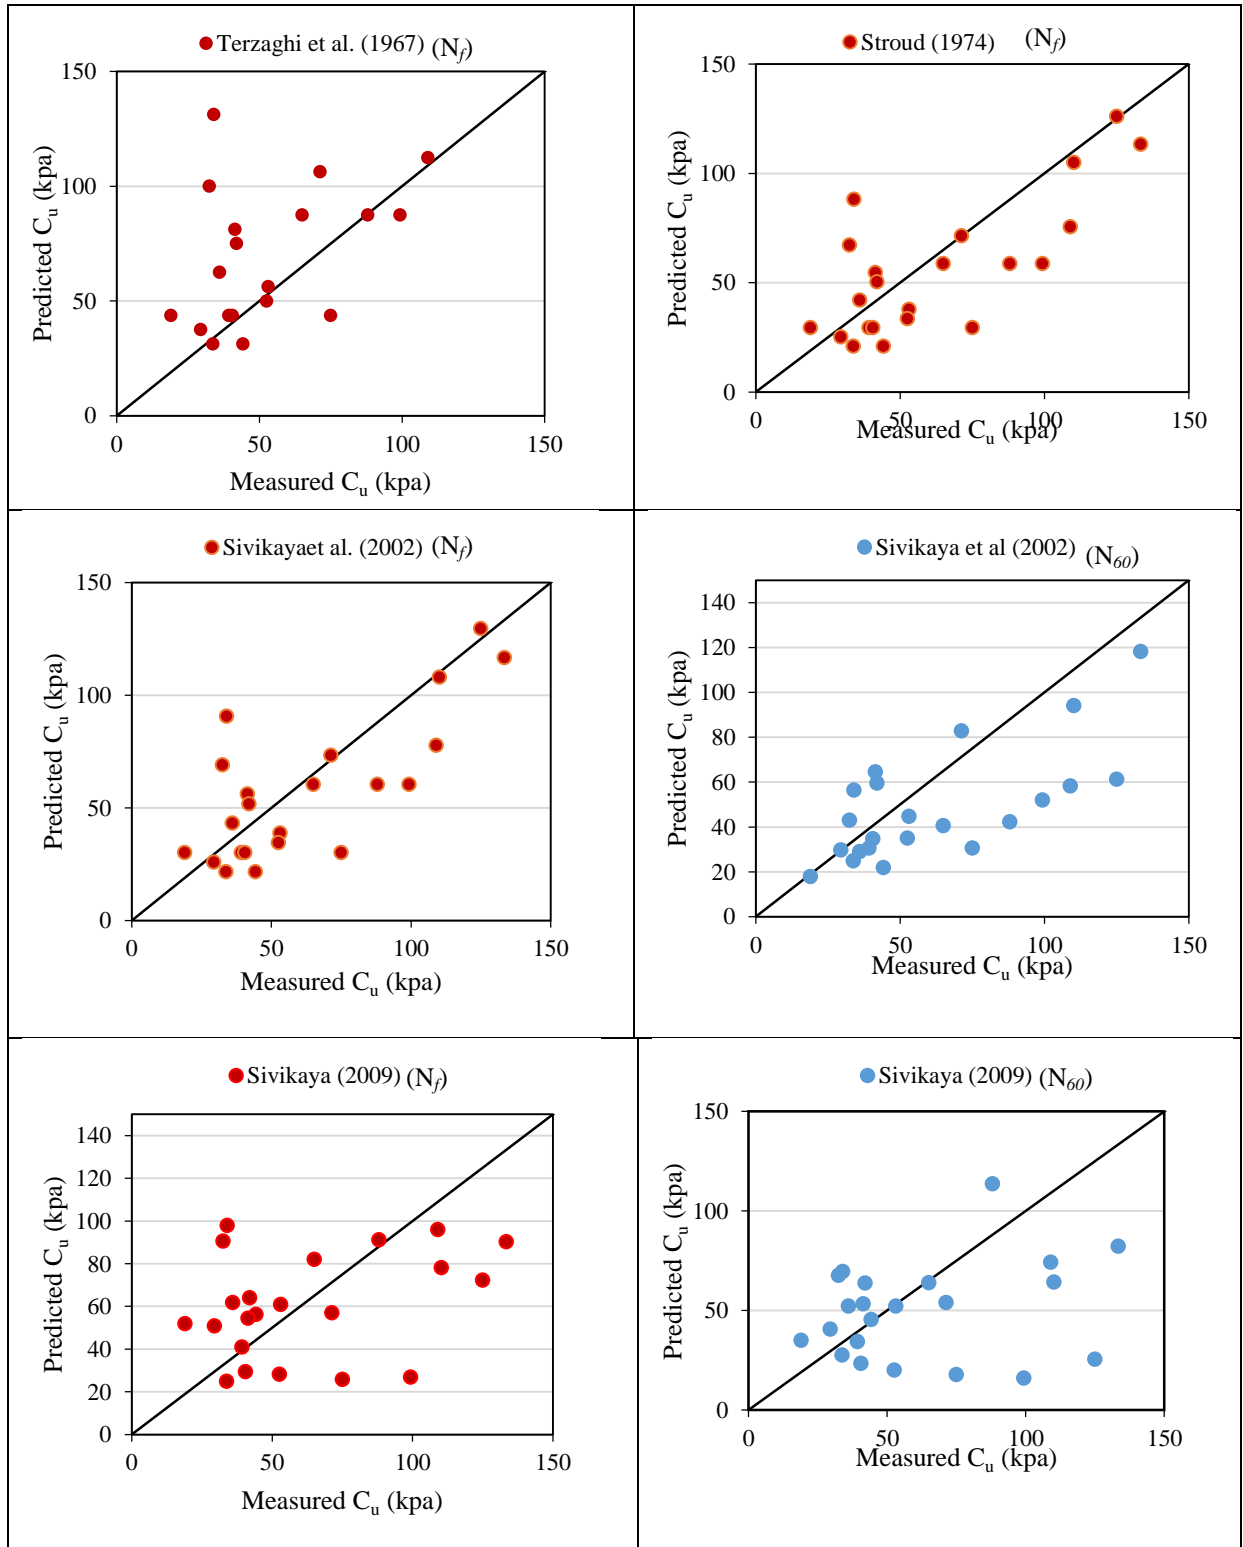 Terzaghi et al. (1967) (Nf)
150
100
50
0
0 50 100 150
Predicted Cu (kpa)
Measured Cu (kpa)
Stroud (1974) (Nf)
150
100
50
0
0 50 100 150
Predicted Cu (kpa)
Measured Cu (kpa)
Sivikayaet al. (2002) (Nf)
150
100
50
0
0 50 100 150
Predicted Cu (kpa)
Measured Cu (kpa)
Sivikaya et al (2002) (N60)
140
120
100
80
60
40
20
0
0 50 100 150
Predicted Cu (kpa)
Measured Cu (kpa)
Sivikaya (2009) (Nf)
140
120
100
80
60
40
20
0
0 50 100 150
Predicted Cu (kpa)
Measured Cu (kpa)
Sivikaya (2009) (N60)
150
100
50
0
0 50 100 150
Predicted Cu (kpa)
Measured Cu (kpa)